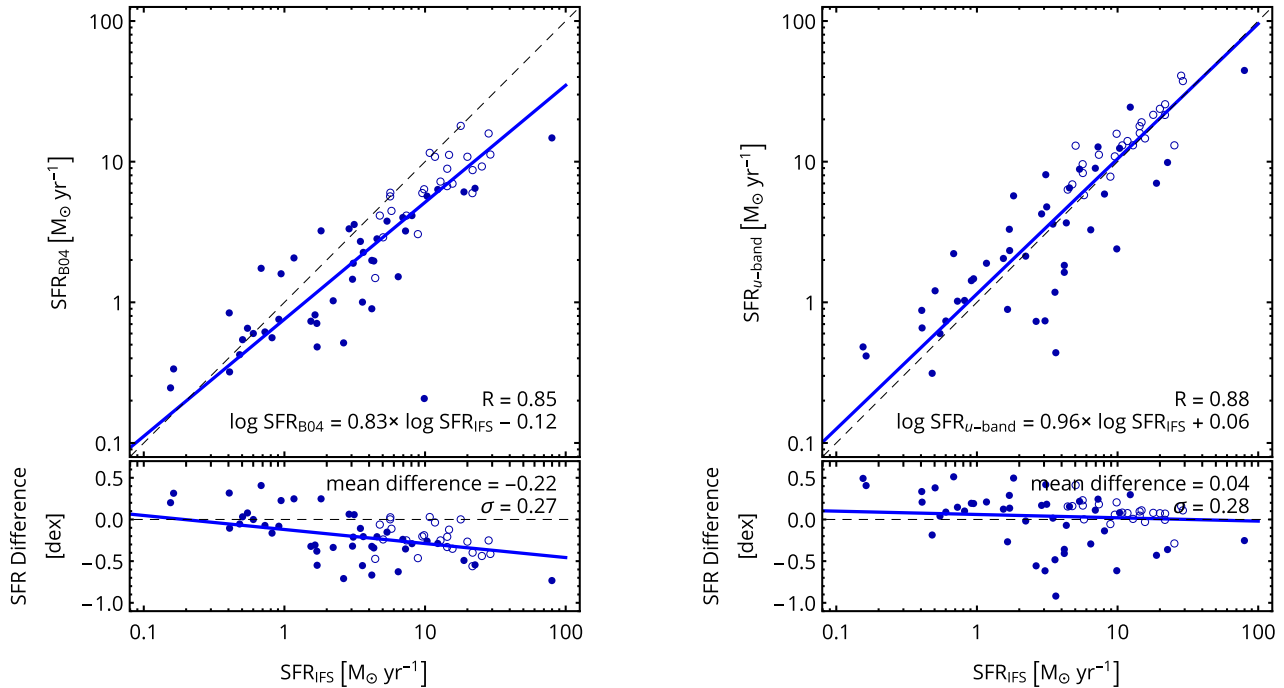 100
10
1
0.1
SFR_B04 [M⊙ yr⁻¹]
R = 0.85
log SFR_B04 = 0.83× log SFR_IFS − 0.12
0.5
0.0
−0.5
−1.0
SFR Difference
[dex]
mean difference = −0.22
σ = 0.27
0.1 1 10 100
SFR_IFS [M⊙ yr⁻¹]
100
10
1
0.1
SFR_u−band [M⊙ yr⁻¹]
R = 0.88
log SFR_u−band = 0.96× log SFR_IFS + 0.06
0.5
0.0
−0.5
−1.0
SFR Difference
[dex]
mean difference = 0.04
σ = 0.28
0.1 1 10 100
SFR_IFS [M⊙ yr⁻¹]